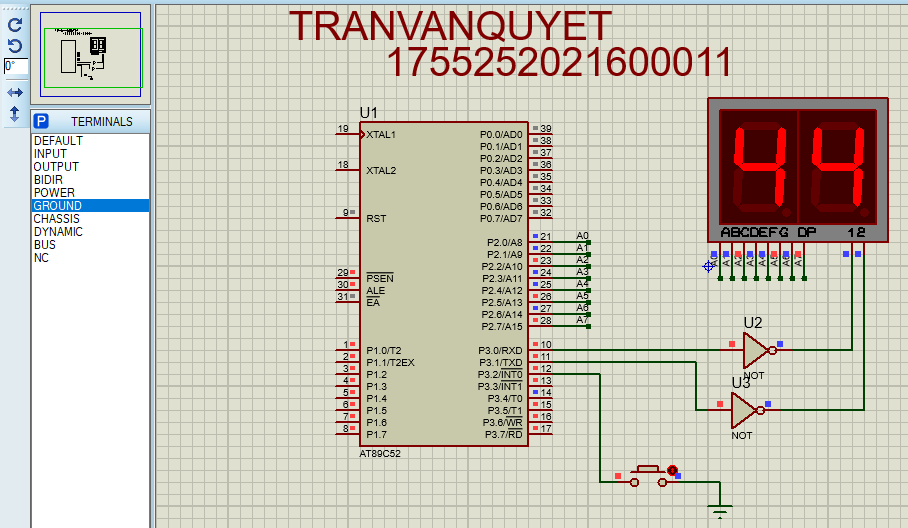 TRANVANQUYET
1755252021600011
0°
P TERMINALS
DEFAULT
INPUT
OUTPUT
BIDIR
POWER
GROUND
CHASSIS
DYNAMIC
BUS
NC
U1
19 XTAL1
18 XTAL2
9 RST
29 PSEN
30 ALE
31 EA
1 P1.0/T2
2 P1.1/T2EX
3 P1.2
4 P1.3
5 P1.4
6 P1.5
7 P1.6
8 P1.7
P0.0/AD0 39
P0.1/AD1 38
P0.2/AD2 37
P0.3/AD3 36
P0.4/AD4 35
P0.5/AD5 34
P0.6/AD6 33
P0.7/AD7 32
P2.0/A8 21 A0
P2.1/A9 22 A1
P2.2/A10 23 A2
P2.3/A11 24 A3
P2.4/A12 25 A4
P2.5/A13 26 A5
P2.6/A14 27 A6
P2.7/A15 28 A7
P3.0/RXD 10
P3.1/TXD 11
P3.2/INT0 12
P3.3/INT1 13
P3.4/T0 14
P3.5/T1 15
P3.6/WR 16
P3.7/RD 17
AT89C52
44
ABCDEFG DP 12
U2
NOT
U3
NOT